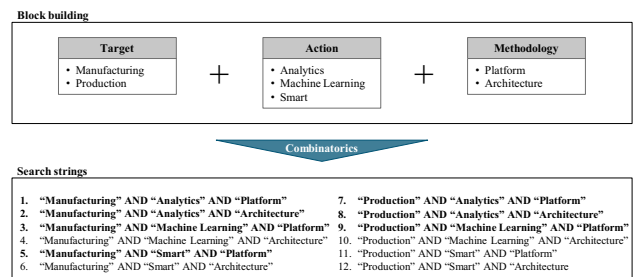 Block building
Target
• Manufacturing
• Production
+
Action
• Analytics
• Machine Learning
• Smart
+
Methodology
• Platform
• Architecture
Combinatorics
Search strings
1. “Manufacturing” AND “Analytics” AND “Platform”
2. “Manufacturing” AND “Analytics” AND “Architecture”
3. “Manufacturing” AND “Machine Learning” AND “Platform”
4. “Manufacturing” AND “Machine Learning” AND “Architecture”
5. “Manufacturing” AND “Smart” AND “Platform”
6. “Manufacturing” AND “Smart” AND “Architecture”
7. “Production” AND “Analytics” AND “Platform”
8. “Production” AND “Analytics” AND “Architecture”
9. “Production” AND “Machine Learning” AND “Platform”
10. “Production” AND “Machine Learning” AND “Architecture”
11. “Production” AND “Smart” AND “Platform”
12. “Production” AND “Smart” AND “Architecture”